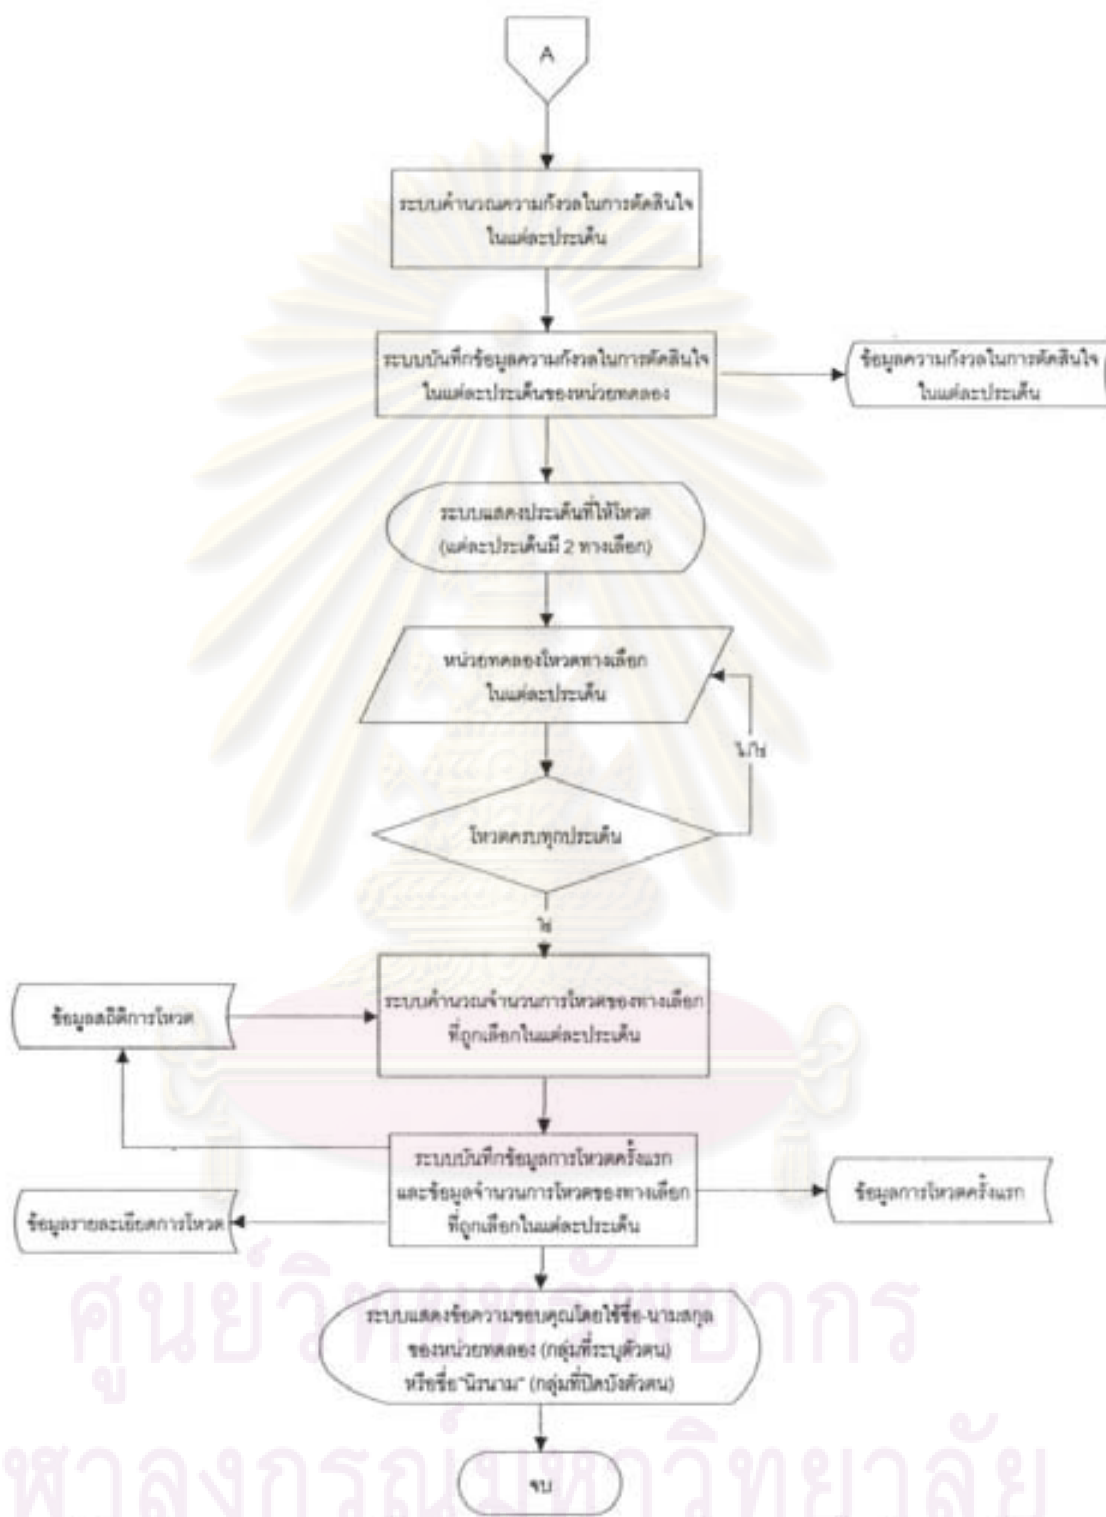 A
ระบบคำนวณความกังวลในการตัดสินใจ
ในแต่ละประเด็น
ระบบบันทึกข้อมูลความกังวลในการตัดสินใจ
ในแต่ละประเด็นของหน่วยทดลอง
ข้อมูลความกังวลในการตัดสินใจ
ในแต่ละประเด็น
ระบบแสดงประเด็นที่ให้โหวต
(แต่ละประเด็นมี 2 ทางเลือก)
หน่วยทดลองโหวตทางเลือก
ในแต่ละประเด็น
ไม่ใช่
โหวตครบทุกประเด็น
ใช่
ระบบคำนวณจำนวนการโหวตของทางเลือก
ที่ถูกเลือกในแต่ละประเด็น
ข้อมูลสถิติการโหวต
ระบบบันทึกข้อมูลการโหวตครั้งแรก
และข้อมูลจำนวนการโหวตของทางเลือก
ที่ถูกเลือกในแต่ละประเด็น
ข้อมูลการโหวตครั้งแรก
ข้อมูลรายละเอียดการโหวต
ระบบแสดงข้อความขอบคุณโดยใช้ชื่อ-นามสกุล
ของหน่วยทดลอง (กลุ่มที่ระบุตัวตน)
หรือชื่อ"นิรนาม" (กลุ่มที่ปิดบังตัวตน)
จบ
ศูนย์วิทยทรัพยากร
ฬาลงกรณ์มหาวิทยาลัย